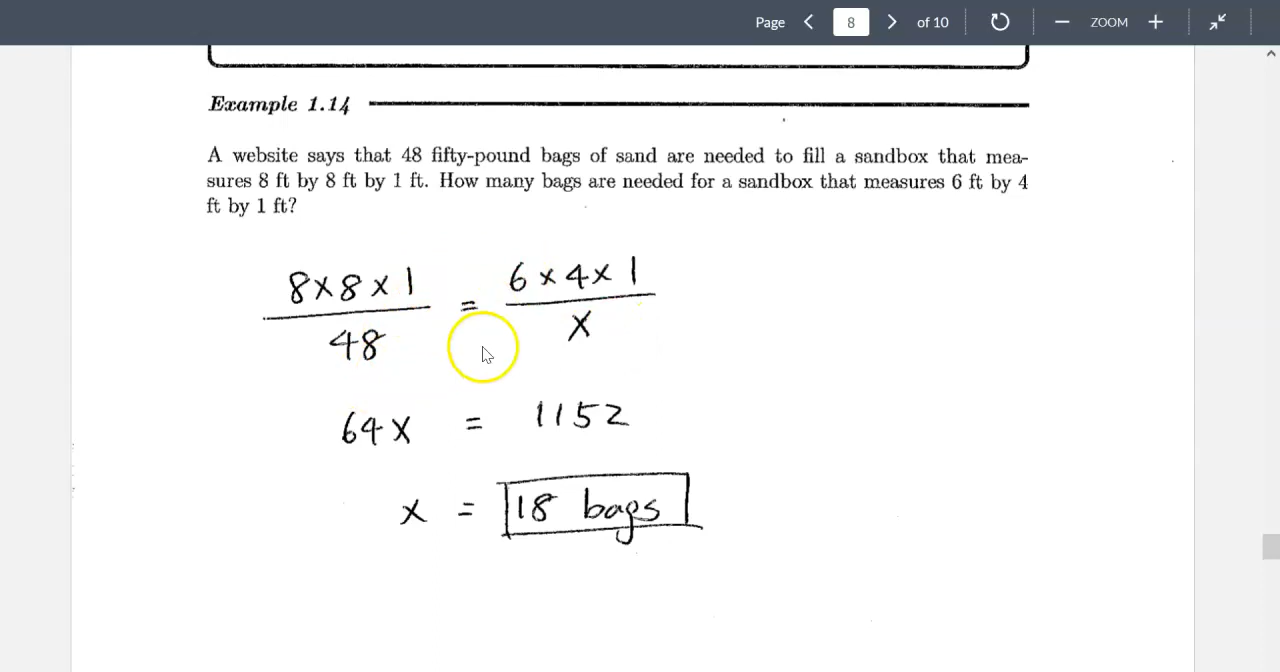 Page 8 of 10 ZOOM
Example 1.14
A website says that 48 fifty-pound bags of sand are needed to fill a sandbox that mea-
sures 8 ft by 8 ft by 1 ft. How many bags are needed for a sandbox that measures 6 ft by 4
ft by 1 ft?
8 x 8 x 1 = 6 x 4 x 1
48 x
64x = 1152
x = 18 bags